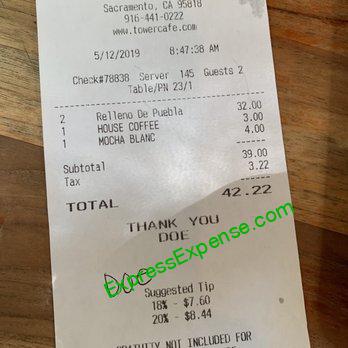 Sacramento, CA 95818
916-441-0222
www.towercafe.com
5/12/2019 8:47:38 AM
Check#78838 Server 145 Guests 2
Table/PN 23/1
2 Relleno De Puebla 32.00
1 HOUSE COFFEE 3.00
1 MOCHA BLANC 4.00
Subtotal 39.00
Tax 3.22
TOTAL 42.22
THANK YOU
DOE
ExpressExpense.com
Suggested Tip
18% - $7.60
20% - $8.44
GRATUITY NOT INCLUDED FOR